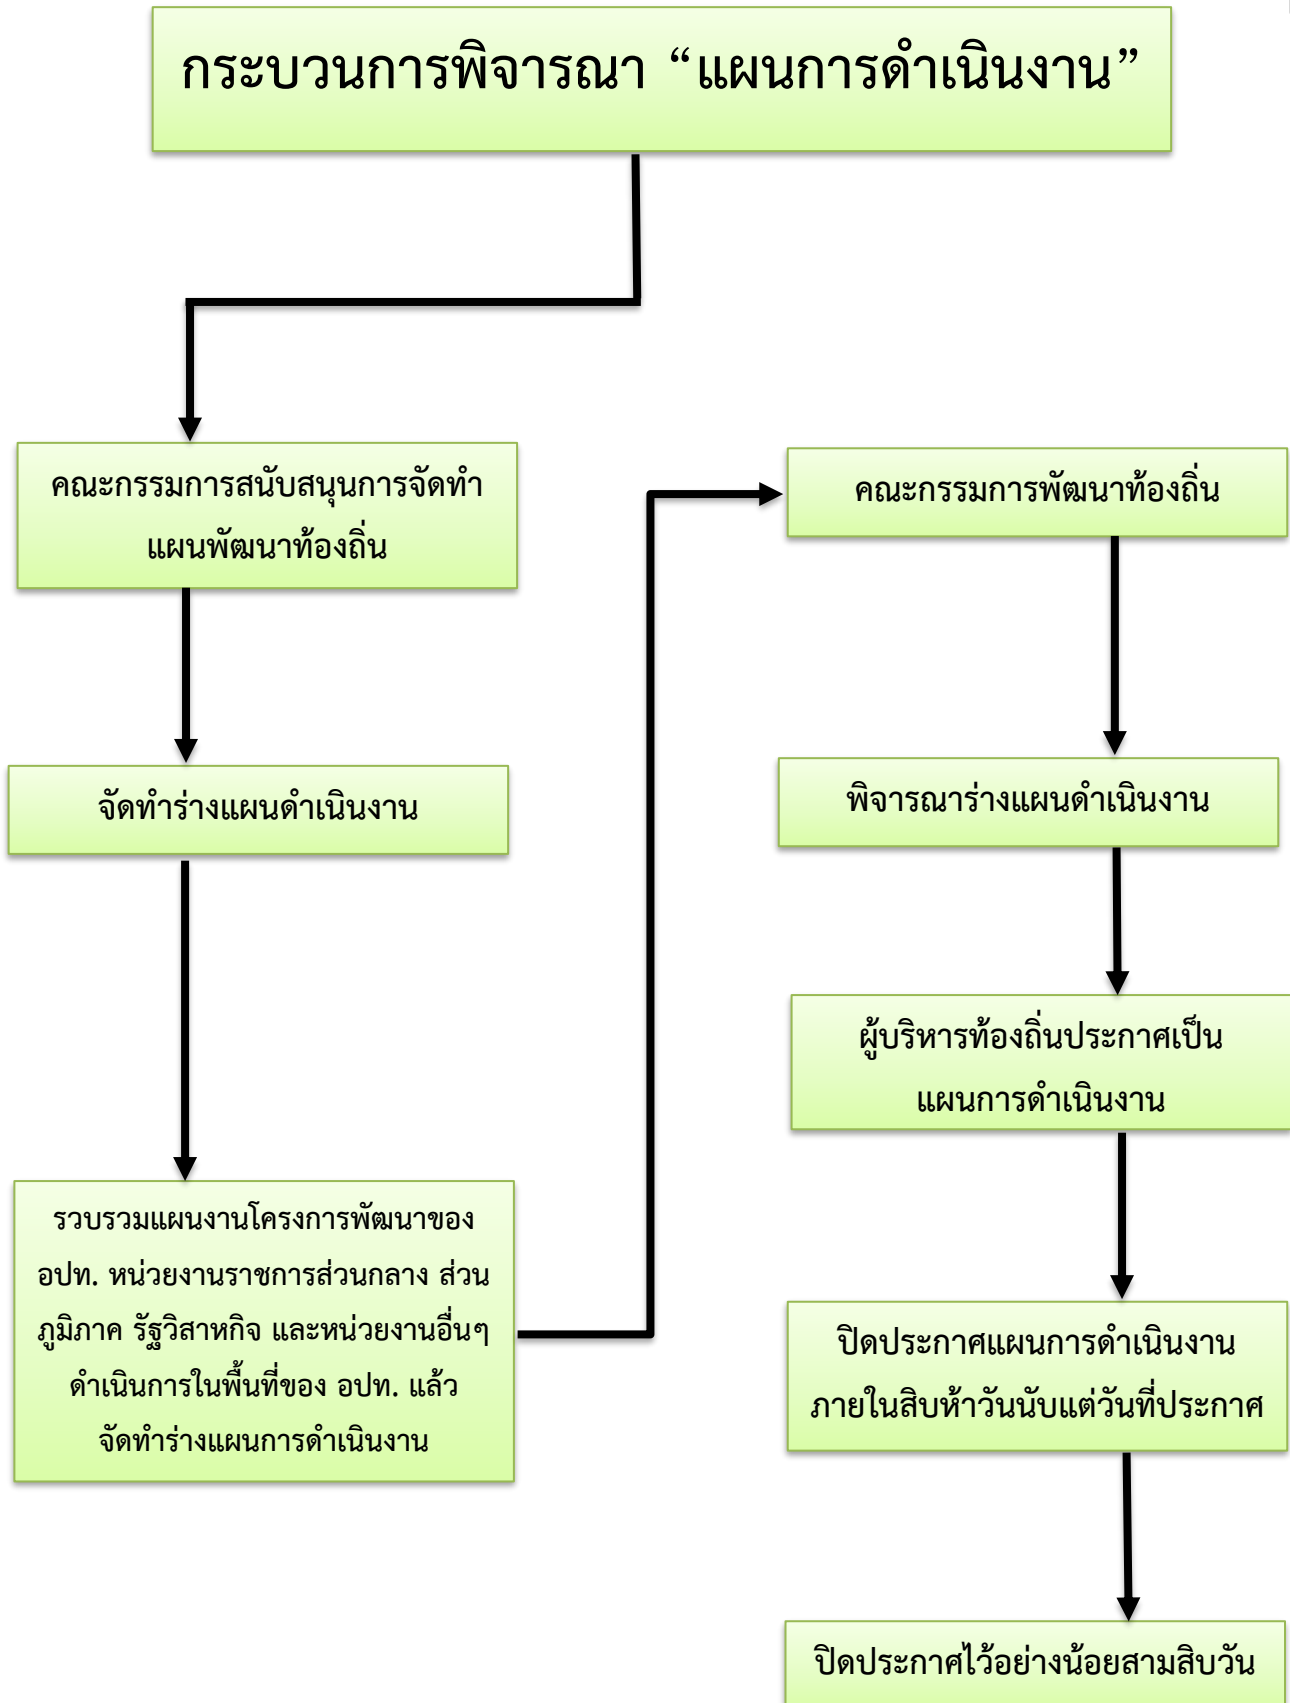 กระบวนการพิจารณา “แผนการดำเนินงาน”
คณะกรรมการสนับสนุนการจัดทำ
แผนพัฒนาท้องถิ่น
จัดทำร่างแผนดำเนินงาน
รวบรวมแผนงานโครงการพัฒนาของ
อปท. หน่วยงานราชการส่วนกลาง ส่วน
ภูมิภาค รัฐวิสาหกิจ และหน่วยงานอื่นๆ
ดำเนินการในพื้นที่ของ อปท. แล้ว
จัดทำร่างแผนการดำเนินงาน
คณะกรรมการพัฒนาท้องถิ่น
พิจารณาร่างแผนดำเนินงาน
ผู้บริหารท้องถิ่นประกาศเป็น
แผนการดำเนินงาน
ปิดประกาศแผนการดำเนินงาน
ภายในสิบห้าวันนับแต่วันที่ประกาศ
ปิดประกาศไว้อย่างน้อยสามสิบวัน